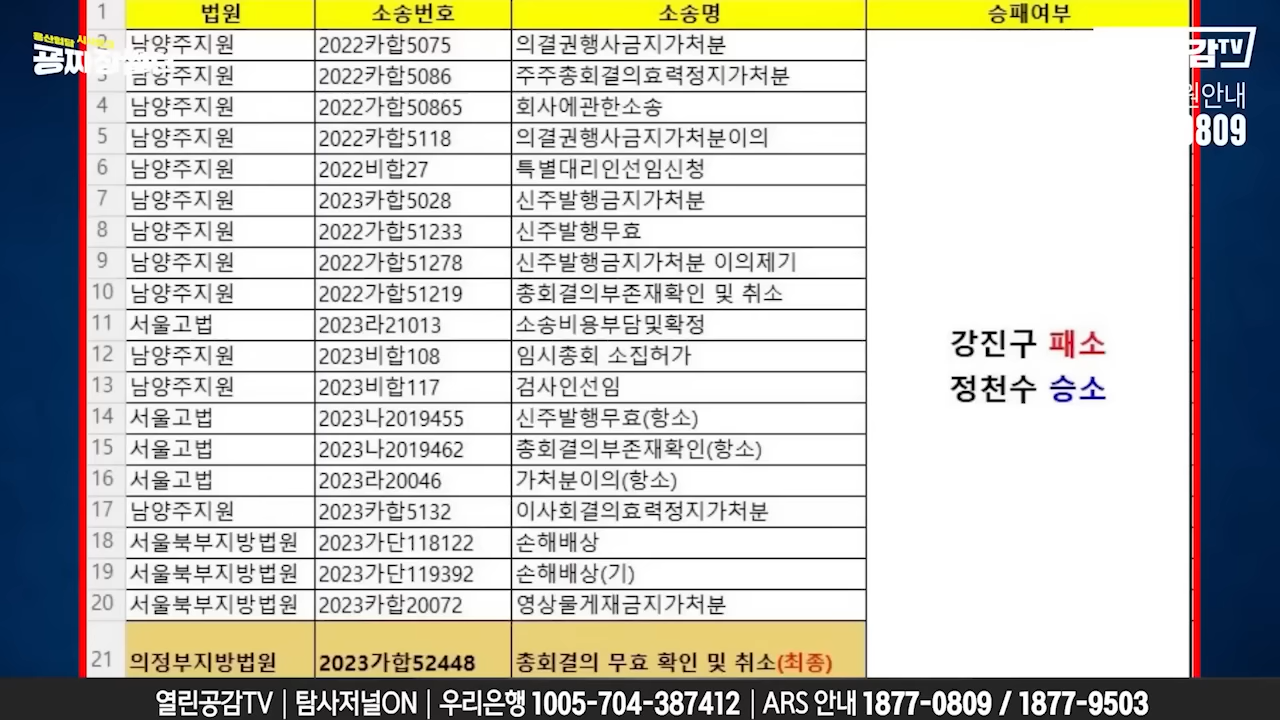 1 법원 소송번호 소송명 승패여부
남양주지원 2022카합5075 의결권행사금지가처분
3 남양주지원 2022카합5086 주주총회결의효력정지가처분
4 남양주지원 2022가합50865 회사에관한소송
5 남양주지원 2022카합5118 의결권행사금지가처분이의
6 남양주지원 2022비합27 특별대리인선임신청
7 남양주지원 2023카합5028 신주발행금지가처분
8 남양주지원 2022가합51233 신주발행무효
9 남양주지원 2022가합51278 신주발행금지가처분 이의제기
10 남양주지원 2022가합51219 총회결의부존재확인 및 취소
11 서울고법 2023라21013 소송비용부담및확정
12 남양주지원 2023비합108 임시총회 소집허가
13 남양주지원 2023비합117 검사인선임
14 서울고법 2023나2019455 신주발행무효(항소)
15 서울고법 2023나2019462 총회결의부존재확인(항소)
16 서울고법 2023라20046 가처분이의(항소)
17 남양주지원 2023카합5132 이사회결의효력정지가처분
18 서울북부지방법원 2023가단118122 손해배상
19 서울북부지방법원 2023가단119392 손해배상(기)
20 서울북부지방법원 2023카합20072 영상물게재금지가처분
21 의정부지방법원 2023가합52448 총회결의 무효 확인 및 취소(최종)
강진구 패소
정천수 승소
감TV
원안내
0809
열린공감TV | 탐사저널ON | 우리은행 1005-704-387412 | ARS 안내 1877-0809 / 1877-9503